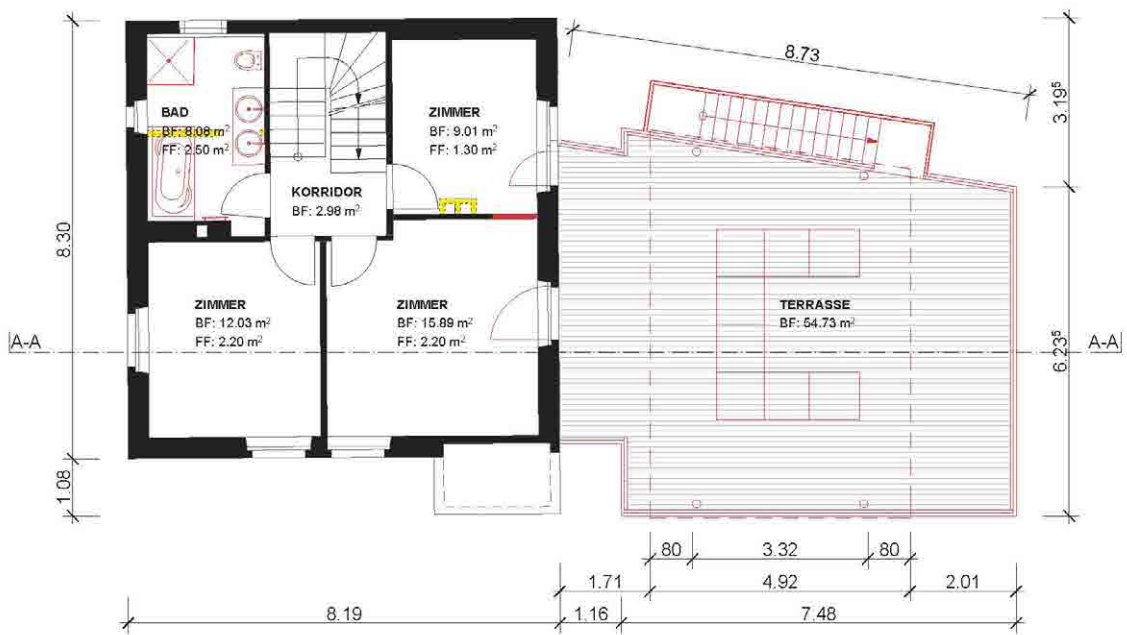 8.73
3.19⁵
BAD
BF: 8.08 m²
FF: 2.50 m²
ZIMMER
BF: 9.01 m²
FF: 1.30 m²
KORRIDOR
BF: 2.98 m²
8.30
ZIMMER
BF: 12.03 m²
FF: 2.20 m²
ZIMMER
BF: 15.89 m²
FF: 2.20 m²
TERRASSE
BF: 54.73 m²
A-A
A-A
6.23⁵
1.08
80
3.32
80
1.71
4.92
2.01
8.19
1.16
7.48